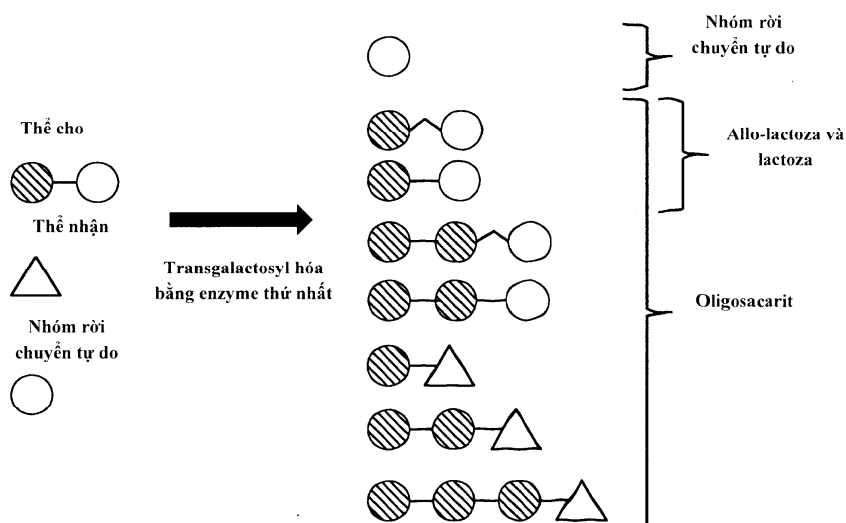 Thể cho
Thể nhận
Nhóm rời
chuyển tự do
Transgalactosyl hóa
bằng enzyme thứ nhất
Nhóm rời
chuyển tự do
Allo-lactoza và
lactoza
Oligosacarit